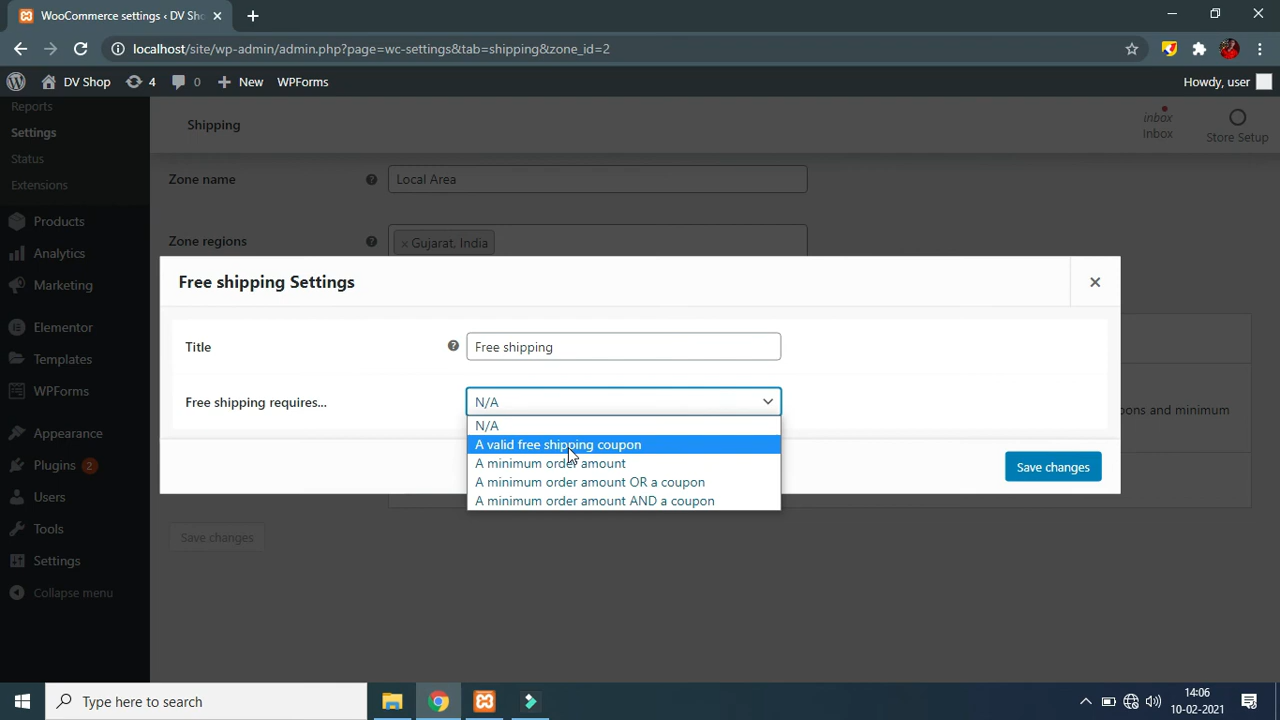 WooCommerce settings ‹ DV Sho
localhost/site/wp-admin/admin.php?page=wc-settings&tab=shipping&zone_id=2
DV Shop 4 0 New WPForms Howdy, user
Reports
Settings
Status
Extensions
Products
Analytics
Marketing
Elementor
Templates
WPForms
Appearance
Plugins 2
Users
Tools
Settings
Collapse menu
Shipping
inbox
Inbox
Store Setup
Zone name Local Area
Zone regions × Gujarat, India
Free shipping Settings
Title Free shipping
Free shipping requires... N/A
N/A
A valid free shipping coupon
A minimum order amount
A minimum order amount OR a coupon
A minimum order amount AND a coupon
pons and minimum
Save changes
Save changes
Type here to search
14:06
10-02-2021